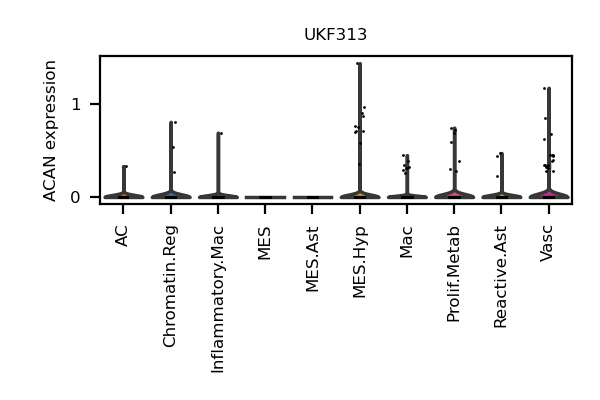 UKF313
ACAN expression
1
0
AC
Chromatin.Reg
Inflammatory.Mac
MES
MES.Ast
MES.Hyp
Mac
Prolif.Metab
Reactive.Ast
Vasc